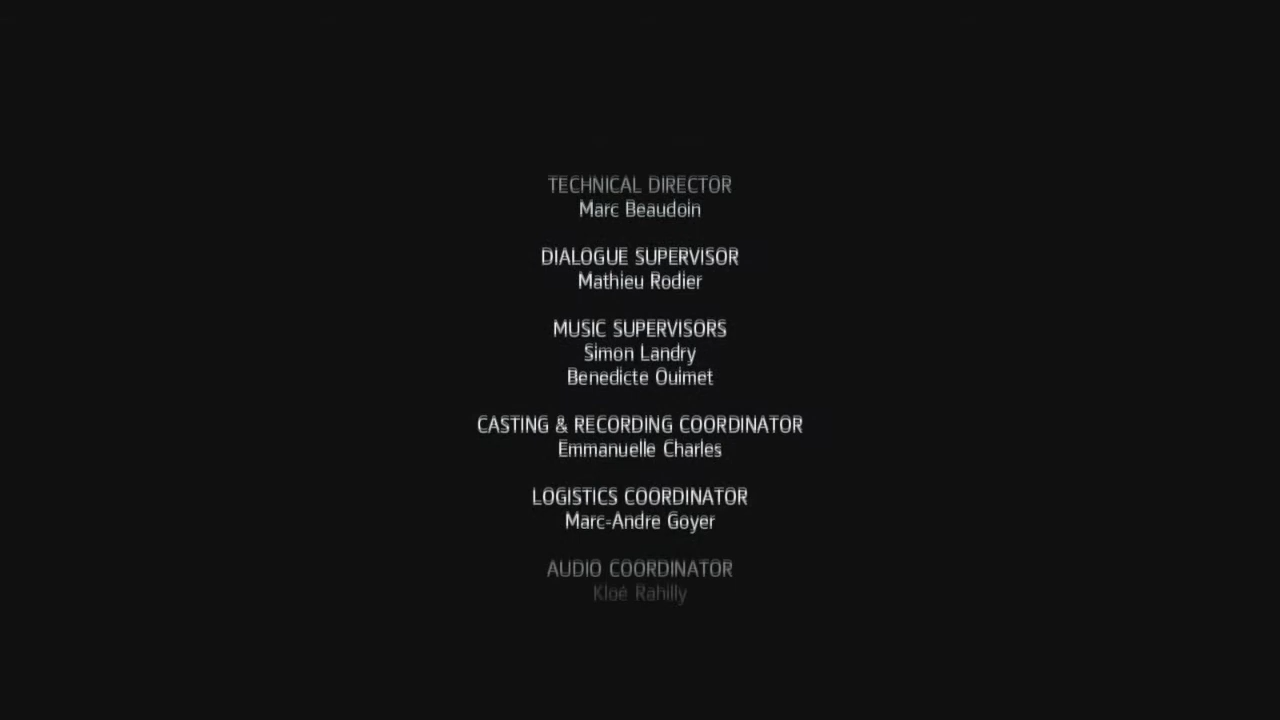 TECHNICAL DIRECTOR
Marc Beaudoin
DIALOGUE SUPERVISOR
Mathieu Rodier
MUSIC SUPERVISORS
Simon Landry
Benedicte Ouimet
CASTING & RECORDING COORDINATOR
Emmanuelle Charles
LOGISTICS COORDINATOR
Marc-Andre Goyer
AUDIO COORDINATOR
Kloé Rahilly